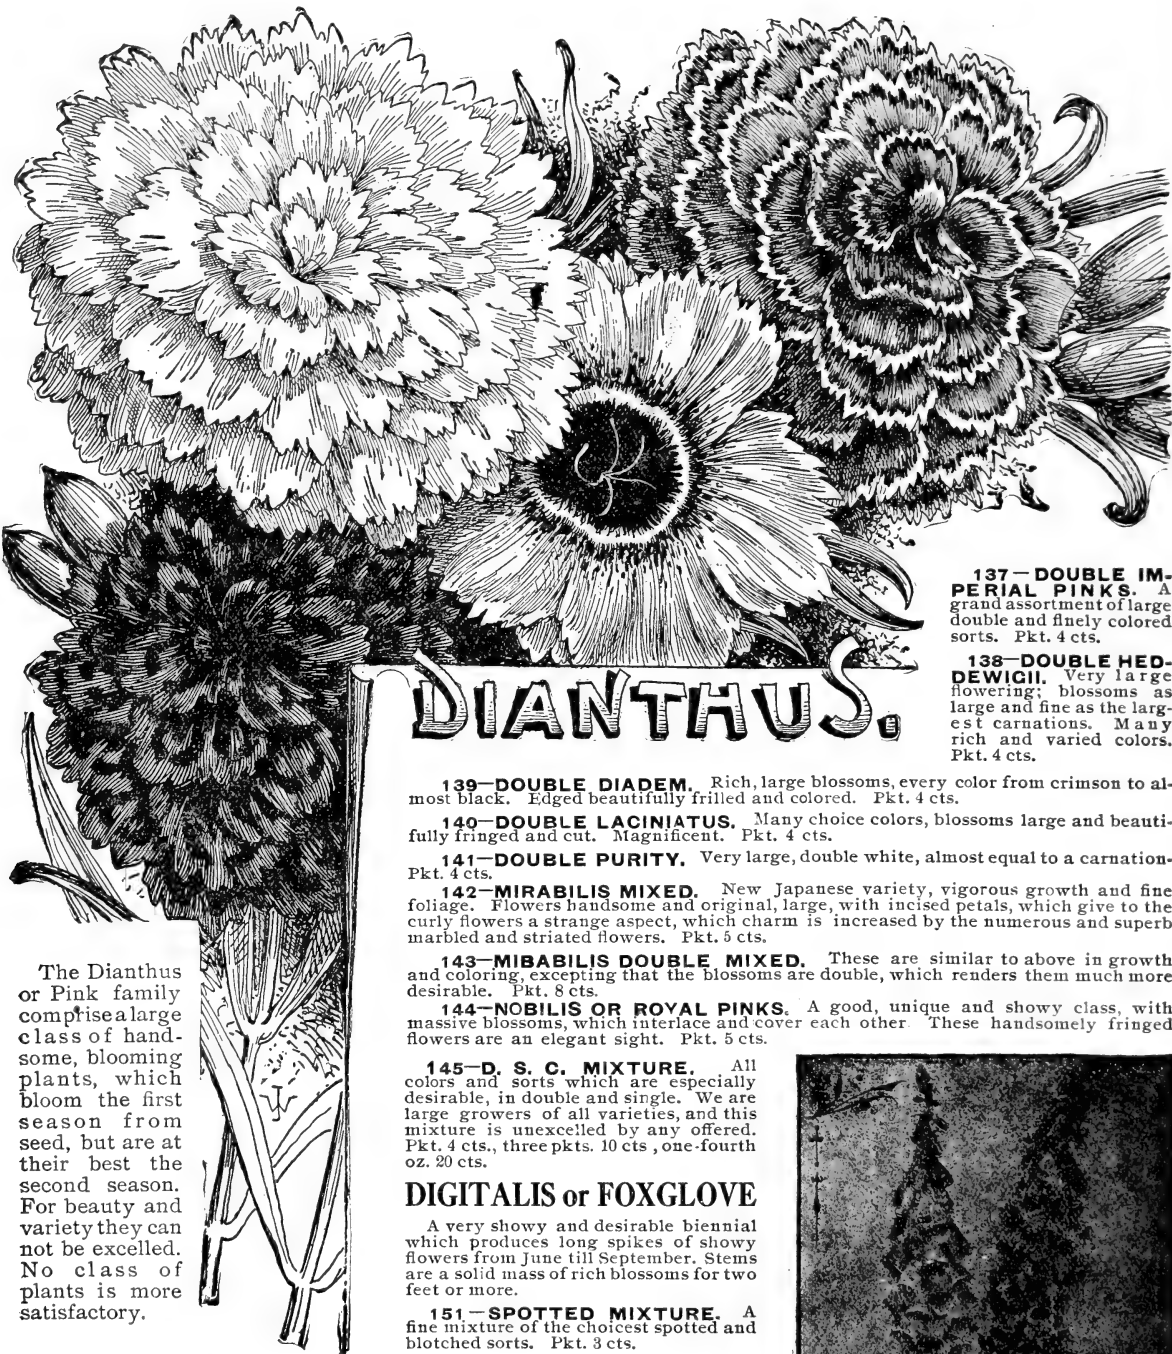 137—DOUBLE IM-
PERIAL PINKS. A
grand assortment of large
double and finely colored
sorts. Pkt. 4 cts.
138—DOUBLE HED-
DEWIGII. Very large
flowering; blossoms as
large and fine as the larg-
est carnations. Many
rich and varied colors.
Pkt. 4 cts.
DIANTHUS.
139—DOUBLE DIADEM. Rich, large blossoms, every color from crimson to al-
most black. Edged beautifully frilled and colored. Pkt. 4 cts.
140—DOUBLE LACINIATUS. Many choice colors, blossoms large and beauti-
fully fringed and cut. Magnificent. Pkt. 4 cts.
141—DOUBLE PURITY. Very large, double white, almost equal to a carnation-
Pkt. 4 cts.
142—MIRABILIS MIXED. New Japanese variety, vigorous growth and fine
foliage. Flowers handsome and original, large, with incised petals, which give to the
curly flowers a strange aspect, which charm is increased by the numerous and superb
marbled and striated flowers. Pkt. 5 cts.
143—MIBABILIS DOUBLE MIXED. These are similar to above in growth
and coloring, excepting that the blossoms are double, which renders them much more
desirable. Pkt. 8 cts.
144—NOBILIS OR ROYAL PINKS. A good, unique and showy class, with
massive blossoms, which interlace and cover each other. These handsomely fringed
flowers are an elegant sight. Pkt. 5 cts.
The Dianthus
or Pink family
comprise a large
class of hand-
some, blooming
plants, which
bloom the first
season from
seed, but are at
their best the
second season.
For beauty and
variety they can
not be excelled.
No class of
plants is more
satisfactory.
145—D. S. C. MIXTURE. All
colors and sorts which are especially
desirable, in double and single. We are
large growers of all varieties, and this
mixture is unexcelled by any offered.
Pkt. 4 cts., three pkts. 10 cts , one-fourth
oz. 20 cts.
DIGITALIS or FOXGLOVE
A very showy and desirable biennial
which produces long spikes of showy
flowers from June till September. Stems
are a solid mass of rich blossoms for two
feet or more.
151—SPOTTED MIXTURE. A
fine mixture of the choicest spotted and
blotched sorts. Pkt. 3 cts.